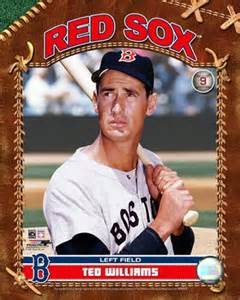 RED SOX
B
9
BOSTON
LEFT FIELD
B
TED WILLIAMS